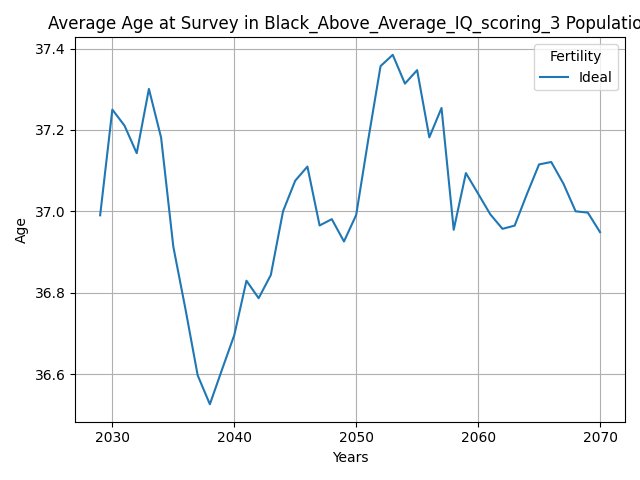 Average Age at Survey in Black_Above_Average_IQ_scoring_3 Populatio
37.4
37.2
37.0
36.8
36.6
Age
Fertility
Ideal
2030 2040 2050 2060 2070
Years